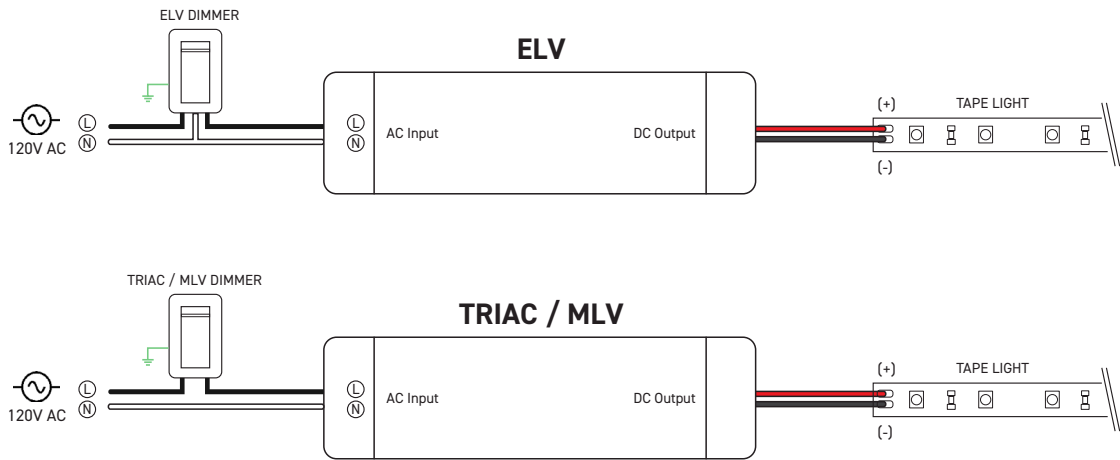 ELV DIMMER
ELV
(+) TAPE LIGHT
L L
AC Input DC Output
120V AC N N
(-)
TRIAC / MLV DIMMER
TRIAC / MLV
(+) TAPE LIGHT
L L
AC Input DC Output
120V AC N N
(-)